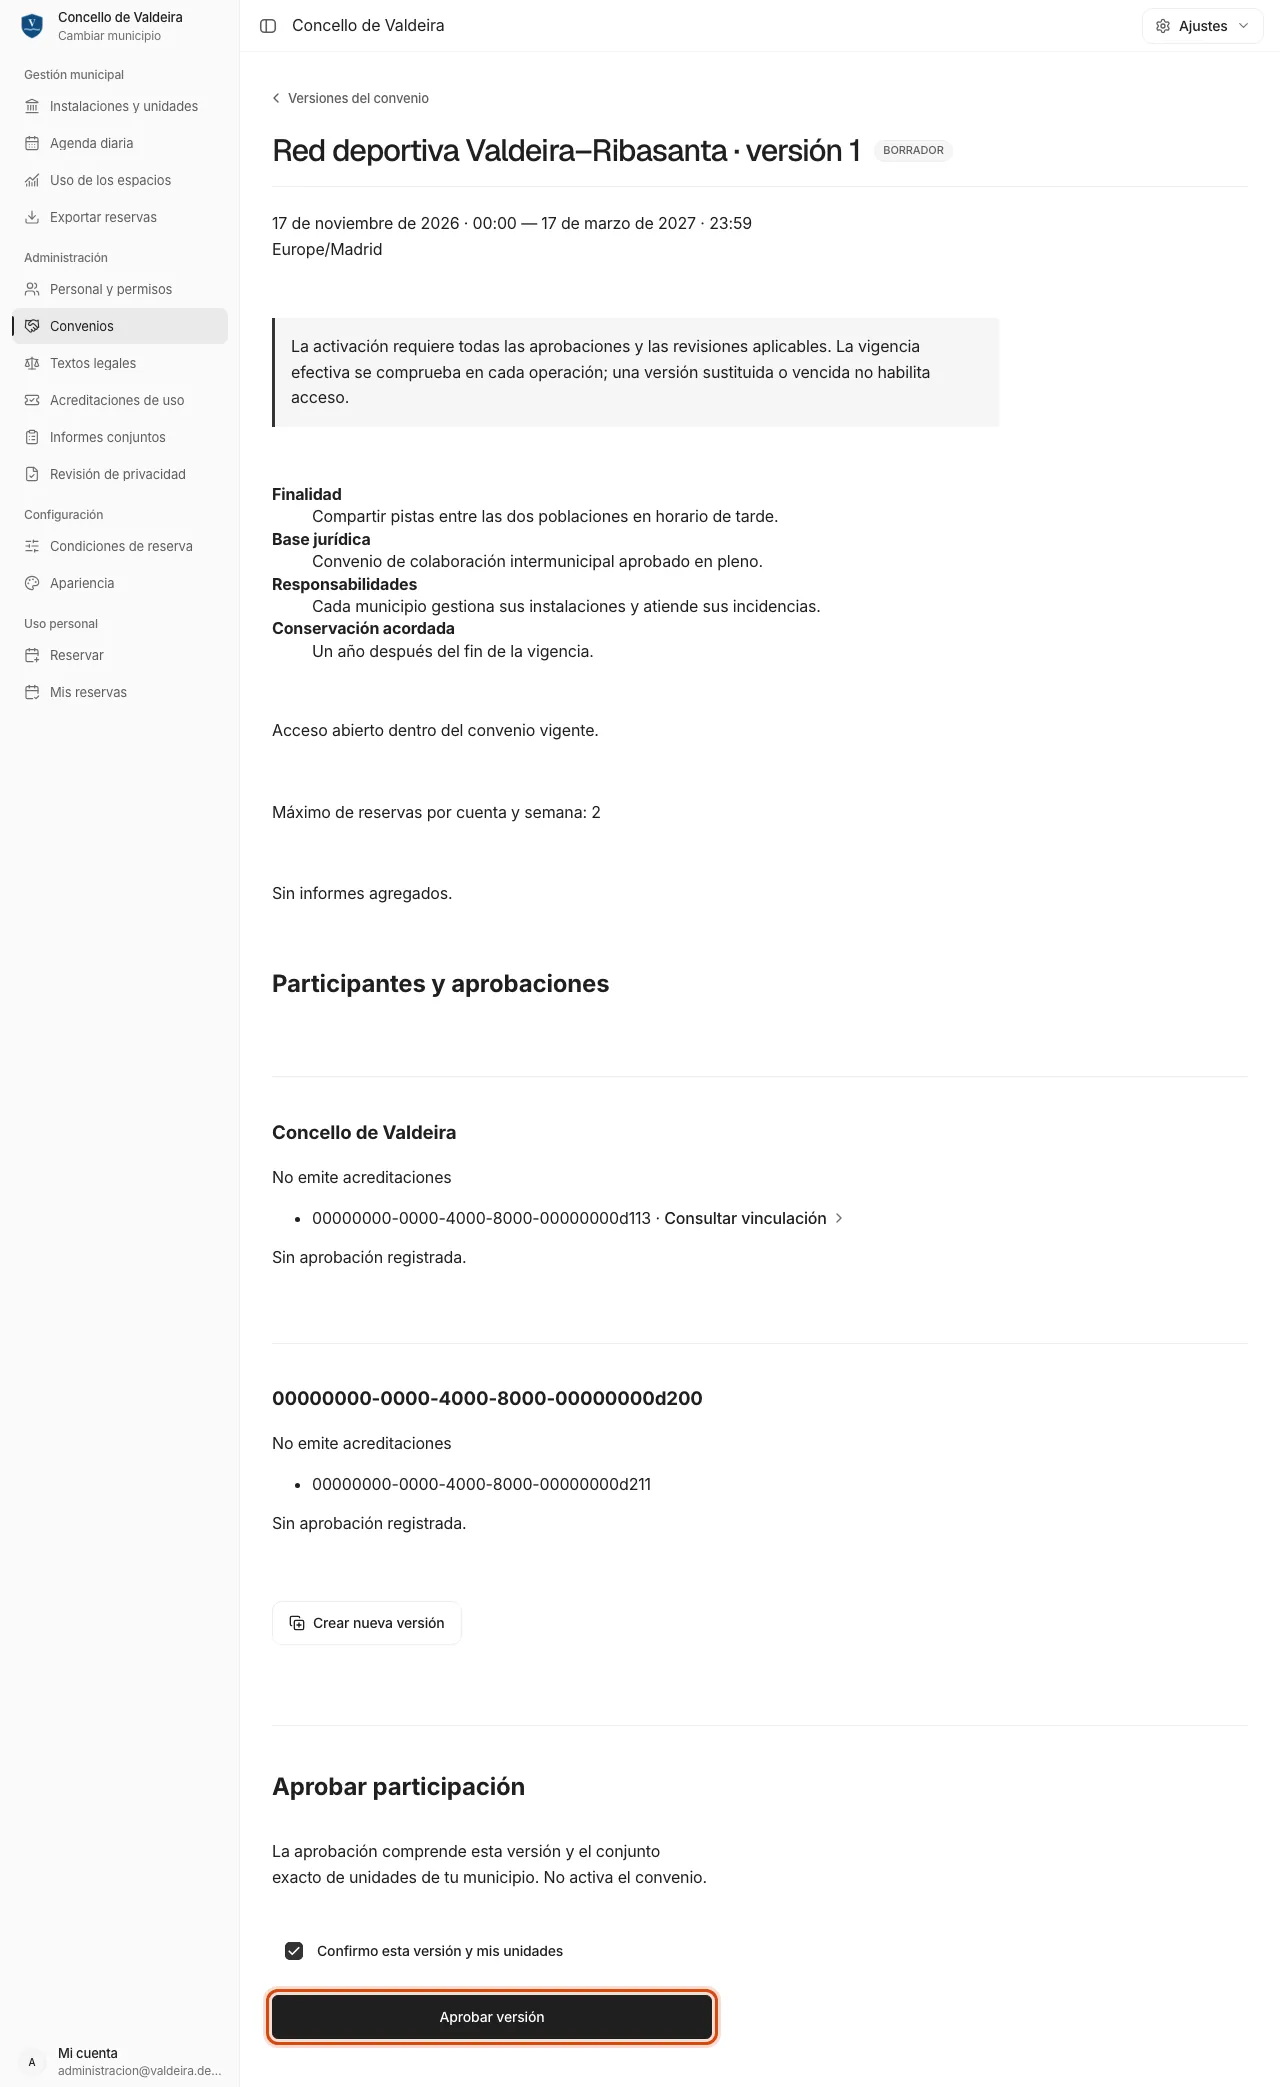 Concello de Valdeira
Cambiar municipio
Gestión municipal
Instalaciones y unidades
Agenda diaria
Uso de los espacios
Exportar reservas
Administración
Personal y permisos
Convenios
Textos legales
Acreditaciones de uso
Informes conjuntos
Revisión de privacidad
Configuración
Condiciones de reserva
Apariencia
Uso personal
Reservar
Mis reservas
A
Mi cuenta
administracion@valdeira.de...
Concello de Valdeira
Ajustes
Versiones del convenio
Red deportiva Valdeira–Ribasanta · versión 1
BORRADOR
17 de noviembre de 2026 · 00:00 — 17 de marzo de 2027 · 23:59
Europe/Madrid
La activación requiere todas las aprobaciones y las revisiones aplicables. La vigencia
efectiva se comprueba en cada operación; una versión sustituida o vencida no habilita
acceso.
Finalidad
Compartir pistas entre las dos poblaciones en horario de tarde.
Base jurídica
Convenio de colaboración intermunicipal aprobado en pleno.
Responsabilidades
Cada municipio gestiona sus instalaciones y atiende sus incidencias.
Conservación acordada
Un año después del fin de la vigencia.
Acceso abierto dentro del convenio vigente.
Máximo de reservas por cuenta y semana: 2
Sin informes agregados.
Participantes y aprobaciones
Concello de Valdeira
No emite acreditaciones
• 00000000-0000-4000-8000-00000000d113 · Consultar vinculación
Sin aprobación registrada.
00000000-0000-4000-8000-00000000d200
No emite acreditaciones
• 00000000-0000-4000-8000-00000000d211
Sin aprobación registrada.
Crear nueva versión
Aprobar participación
La aprobación comprende esta versión y el conjunto
exacto de unidades de tu municipio. No activa el convenio.
Confirmo esta versión y mis unidades
Aprobar versión